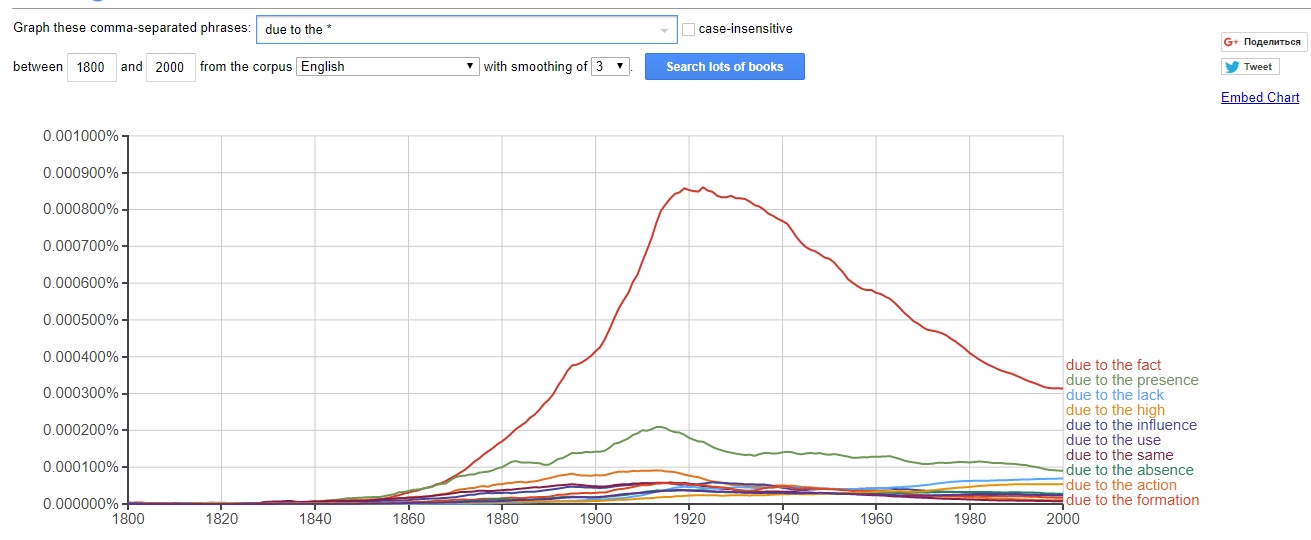 Graph these comma-separated phrases: due to the * case-insensitive
between 1800 and 2000 from the corpus English with smoothing of 3 . Search lots of books
G+ Поделиться
Tweet
Embed Chart
0.001000%
0.000900%
0.000800%
0.000700%
0.000600%
0.000500%
0.000400%
0.000300%
0.000200%
0.000100%
0.000000%
1800 1820 1840 1860 1880 1900 1920 1940 1960 1980 2000
due to the fact
due to the presence
due to the lack
due to the high
due to the influence
due to the use
due to the same
due to the absence
due to the action
due to the formation